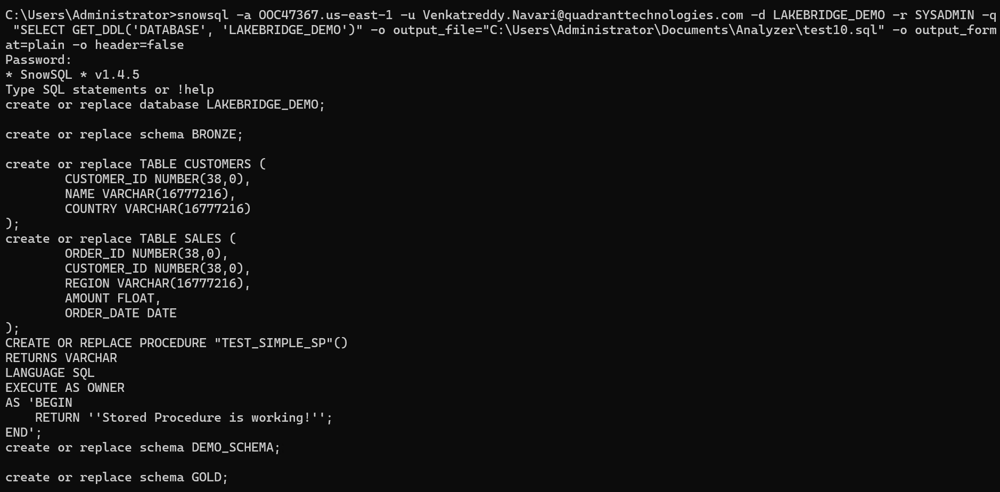 C:\Users\Administrator>snowsql -a OOC47367.us-east-1 -u Venkatreddy.Navari@quadranttechnologies.com -d LAKEBRIDGE_DEMO -r SYSADMIN -q
 "SELECT GET_DDL('DATABASE', 'LAKEBRIDGE_DEMO')" -o output_file="C:\Users\Administrator\Documents\Analyzer\test10.sql" -o output_form
at=plain -o header=false
Password:
* SnowSQL * v1.4.5
Type SQL statements or !help
create or replace database LAKEBRIDGE_DEMO;

create or replace schema BRONZE;

create or replace TABLE CUSTOMERS (
        CUSTOMER_ID NUMBER(38,0),
        NAME VARCHAR(16777216),
        COUNTRY VARCHAR(16777216)
);
create or replace TABLE SALES (
        ORDER_ID NUMBER(38,0),
        CUSTOMER_ID NUMBER(38,0),
        REGION VARCHAR(16777216),
        AMOUNT FLOAT,
        ORDER_DATE DATE
);
CREATE OR REPLACE PROCEDURE "TEST_SIMPLE_SP"()
RETURNS VARCHAR
LANGUAGE SQL
EXECUTE AS OWNER
AS 'BEGIN
    RETURN ''Stored Procedure is working!'';
END';
create or replace schema DEMO_SCHEMA;

create or replace schema GOLD;